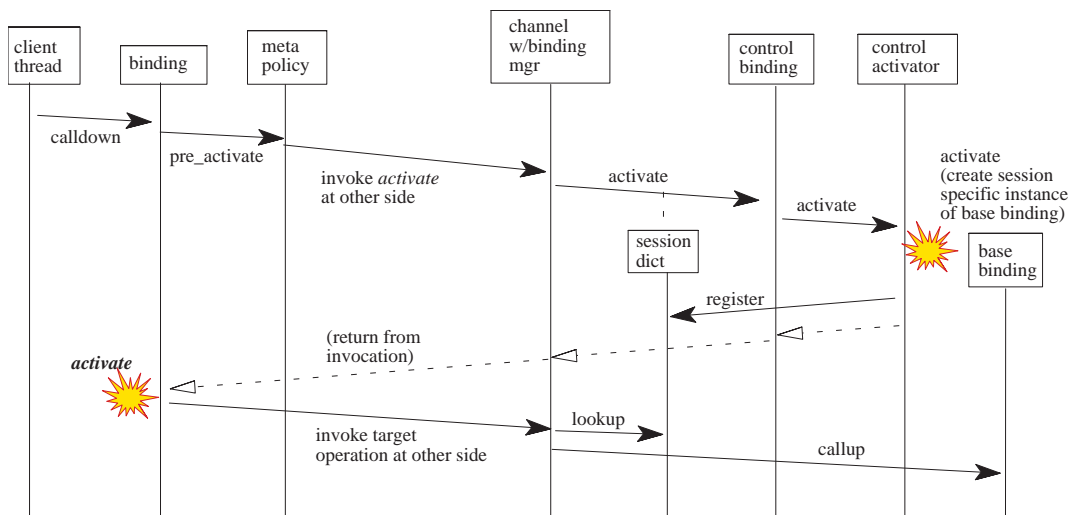 client
thread
binding
meta
policy
channel
w/binding
mgr
control
binding
control
activator
calldown
pre_activate
invoke activate
at other side
activate
activate
activate
(create session
specific instance
of base binding)
session
dict
base
binding
register
(return from
invocation)
activate
invoke target
operation at other side
lookup
callup